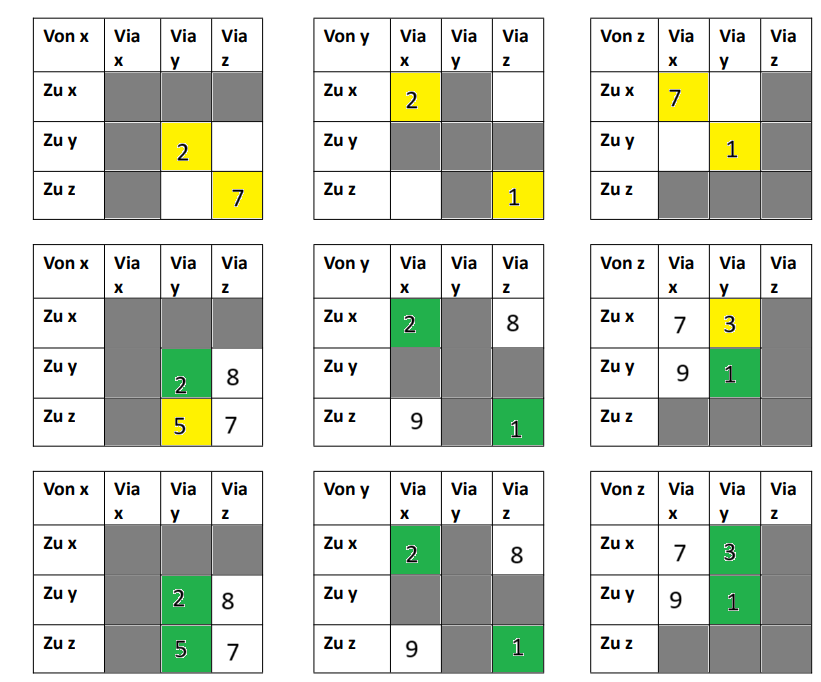 Von x Via x Via y Via z
Zu x
Zu y 2
Zu z 7
Von y Via x Via y Via z
Zu x 2
Zu y
Zu z 1
Von z Via x Via y Via z
Zu x 7
Zu y 1
Zu z
Von x Via x Via y Via z
Zu x
Zu y 2 8
Zu z 5 7
Von y Via x Via y Via z
Zu x 2 8
Zu y
Zu z 9 1
Von z Via x Via y Via z
Zu x 7 3
Zu y 9 1
Zu z
Von x Via x Via y Via z
Zu x
Zu y 2 8
Zu z 5 7
Von y Via x Via y Via z
Zu x 2 8
Zu y
Zu z 9 1
Von z Via x Via y Via z
Zu x 7 3
Zu y 9 1
Zu z